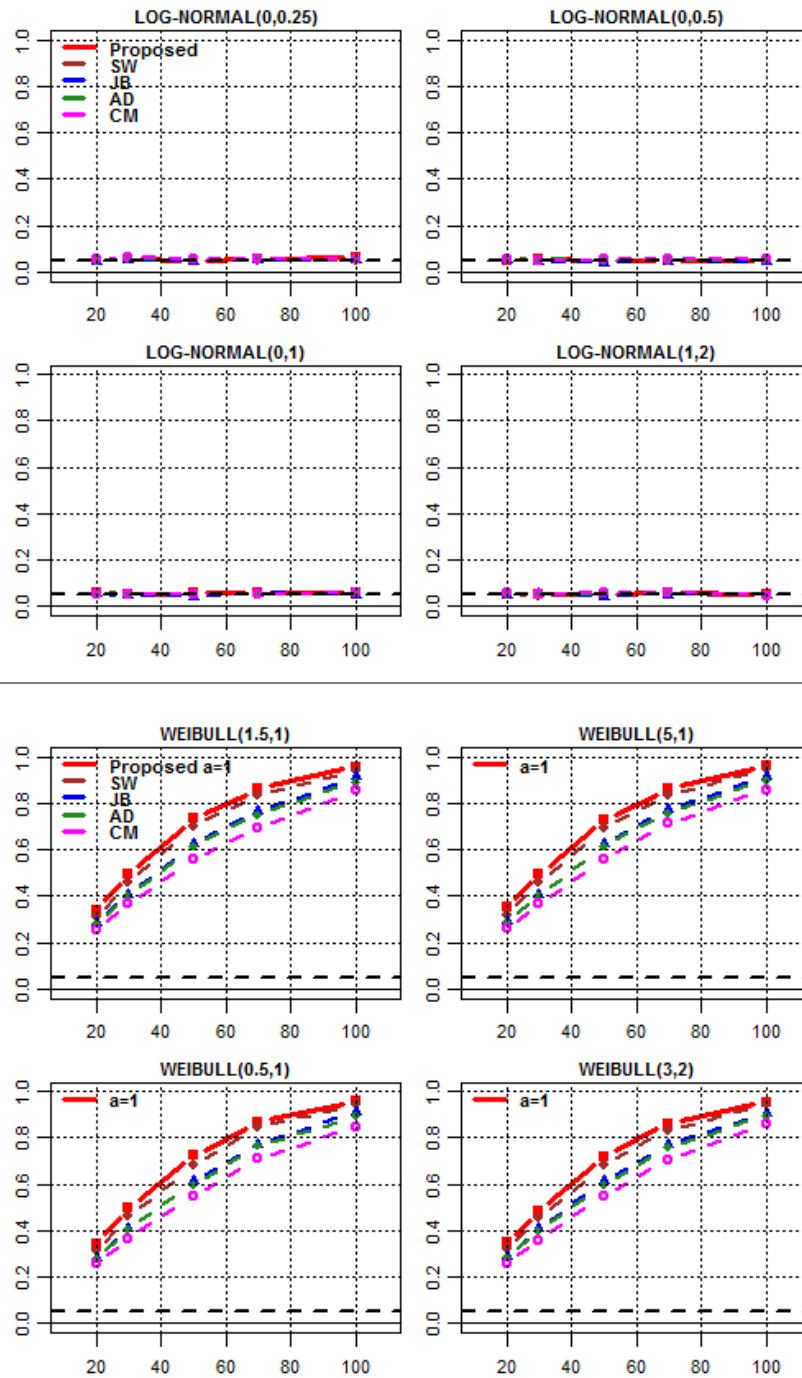 LOG-NORMAL(0,0.25)
LOG-NORMAL(0,0.5)
1.0
0.8
0.6
0.4
0.2
0.0
Proposed
SW
JB
AD
CM
1.0
0.8
0.6
0.4
0.2
0.0
20 40 60 80 100
20 40 60 80 100
LOG-NORMAL(0,1)
LOG-NORMAL(1,2)
1.0
0.8
0.6
0.4
0.2
0.0
1.0
0.8
0.6
0.4
0.2
0.0
20 40 60 80 100
20 40 60 80 100
WEIBULL(1.5,1)
WEIBULL(5,1)
1.0
0.8
0.6
0.4
0.2
0.0
Proposed a=1
SW
JB
AD
CM
1.0
0.8
0.6
0.4
0.2
0.0
a=1
20 40 60 80 100
20 40 60 80 100
WEIBULL(0.5,1)
WEIBULL(3,2)
1.0
0.8
0.6
0.4
0.2
0.0
a=1
1.0
0.8
0.6
0.4
0.2
0.0
a=1
20 40 60 80 100
20 40 60 80 100